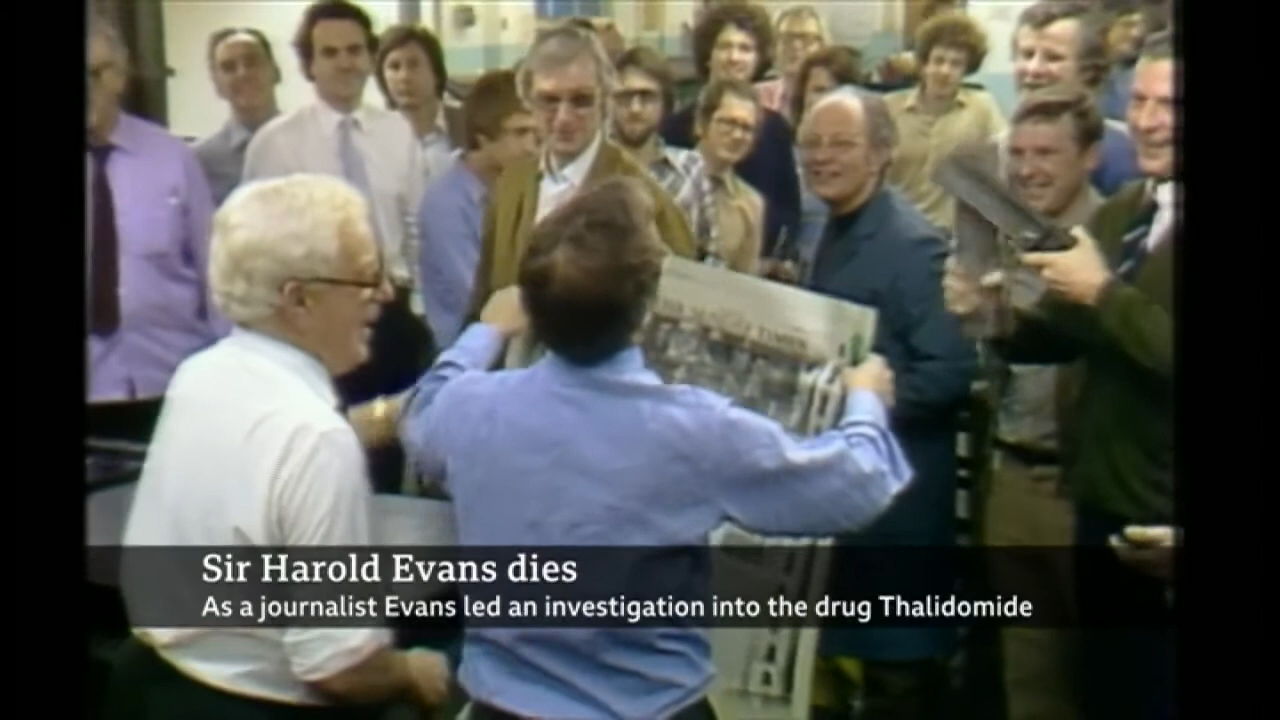 Sir Harold Evans dies
As a journalist Evans led an investigation into the drug Thalidomide